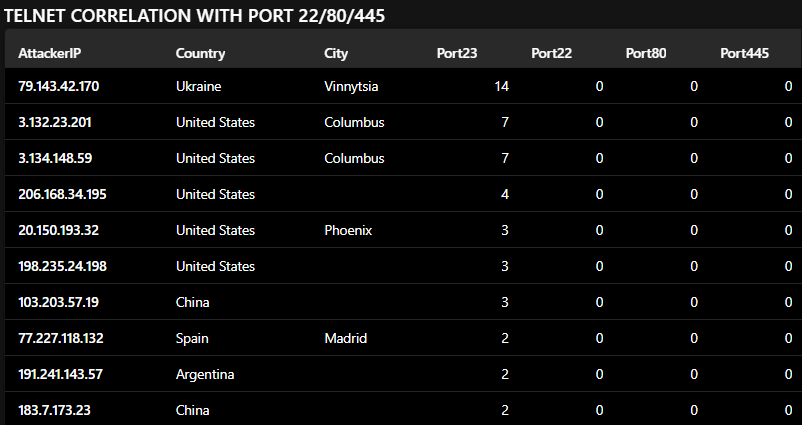 TELNET CORRELATION WITH PORT 22/80/445
AttackerIP Country City Port23 Port22 Port80 Port445
79.143.42.170 Ukraine Vinnytsia 14 0 0 0
3.132.23.201 United States Columbus 7 0 0 0
3.134.148.59 United States Columbus 7 0 0 0
206.168.34.195 United States 4 0 0 0
20.150.193.32 United States Phoenix 3 0 0 0
198.235.24.198 United States 3 0 0 0
103.203.57.19 China 3 0 0 0
77.227.118.132 Spain Madrid 2 0 0 0
191.241.143.57 Argentina 2 0 0 0
183.7.173.23 China 2 0 0 0